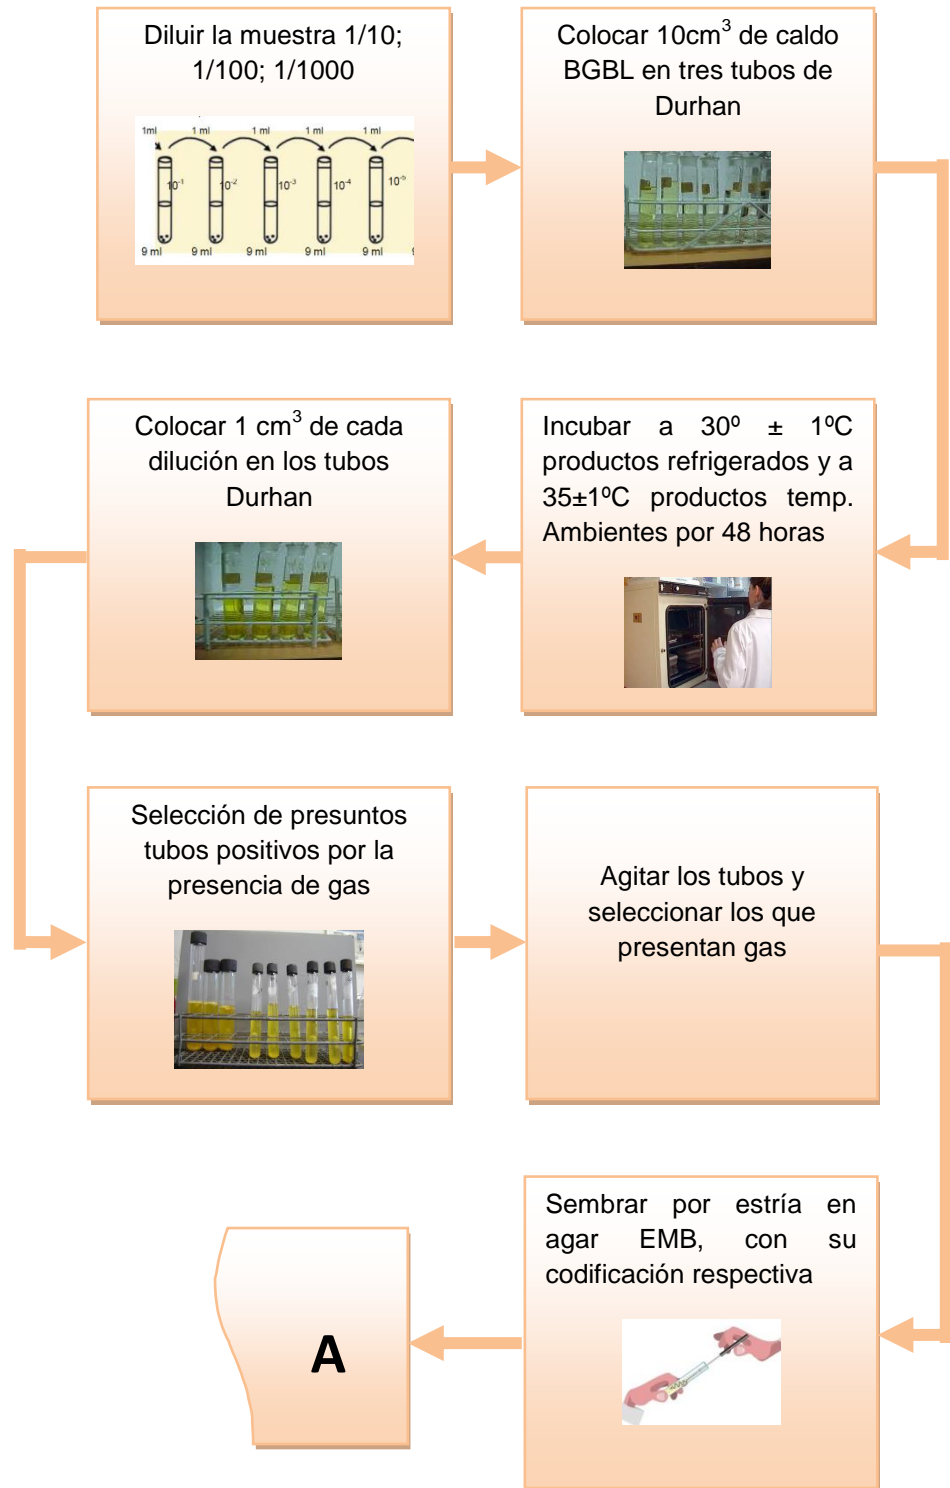 Diluir la muestra 1/10;
1/100; 1/1000
1ml 1 ml 1 ml 1 ml 1 ml
10⁻¹ 10⁻² 10⁻³ 10⁻⁴ 10⁻⁵
9 ml 9 ml 9 ml 9 ml 9 ml
Colocar 10cm³ de caldo
BGBL en tres tubos de
Durhan
Incubar a 30º ± 1ºC
productos refrigerados y a
35±1ºC productos temp.
Ambientes por 48 horas
Colocar 1 cm³ de cada
dilución en los tubos
Durhan
Selección de presuntos
tubos positivos por la
presencia de gas
Agitar los tubos y
seleccionar los que
presentan gas
Sembrar por estría en
agar EMB, con su
codificación respectiva
A